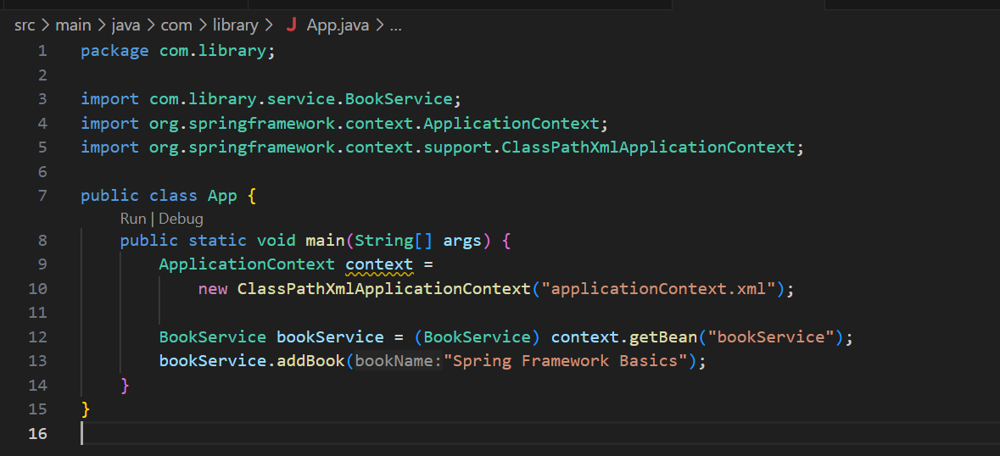 src > main > java > com > library > J App.java > ...
1 package com.library;
2
3 import com.library.service.BookService;
4 import org.springframework.context.ApplicationContext;
5 import org.springframework.context.support.ClassPathXmlApplicationContext;
6
7 public class App {
Run | Debug
8 public static void main(String[] args) {
9 ApplicationContext context =
10 new ClassPathXmlApplicationContext("applicationContext.xml");
11
12 BookService bookService = (BookService) context.getBean("bookService");
13 bookService.addBook(bookName:"Spring Framework Basics");
14 }
15 }
16